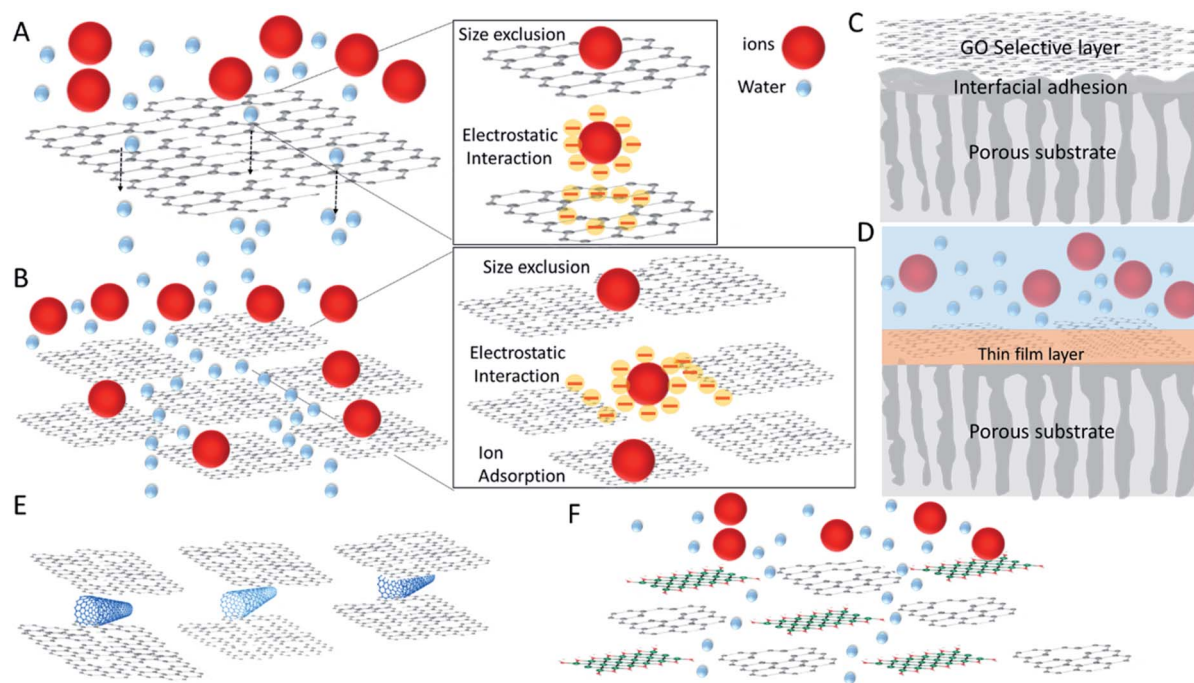 A
Size exclusion
Electrostatic
Interaction
ions
Water
C
GO Selective layer
Interfacial adhesion
Porous substrate
B
Size exclusion
Electrostatic
Interaction
Ion
Adsorption
D
Thin film layer
Porous substrate
E
F